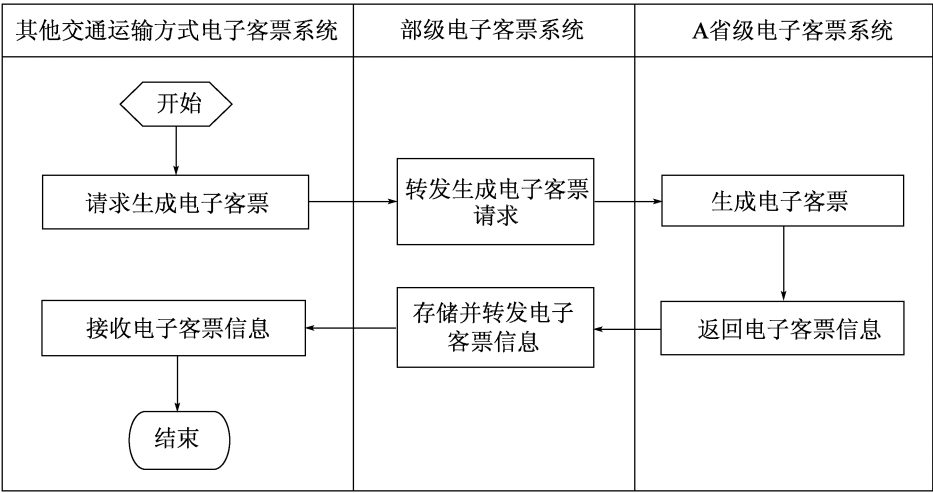 其他交通运输方式电子客票系统
部级电子客票系统
A省级电子客票系统
开始
请求生成电子客票
转发生成电子客票
请求
生成电子客票
返回电子客票信息
存储并转发电子
客票信息
接收电子客票信息
结束